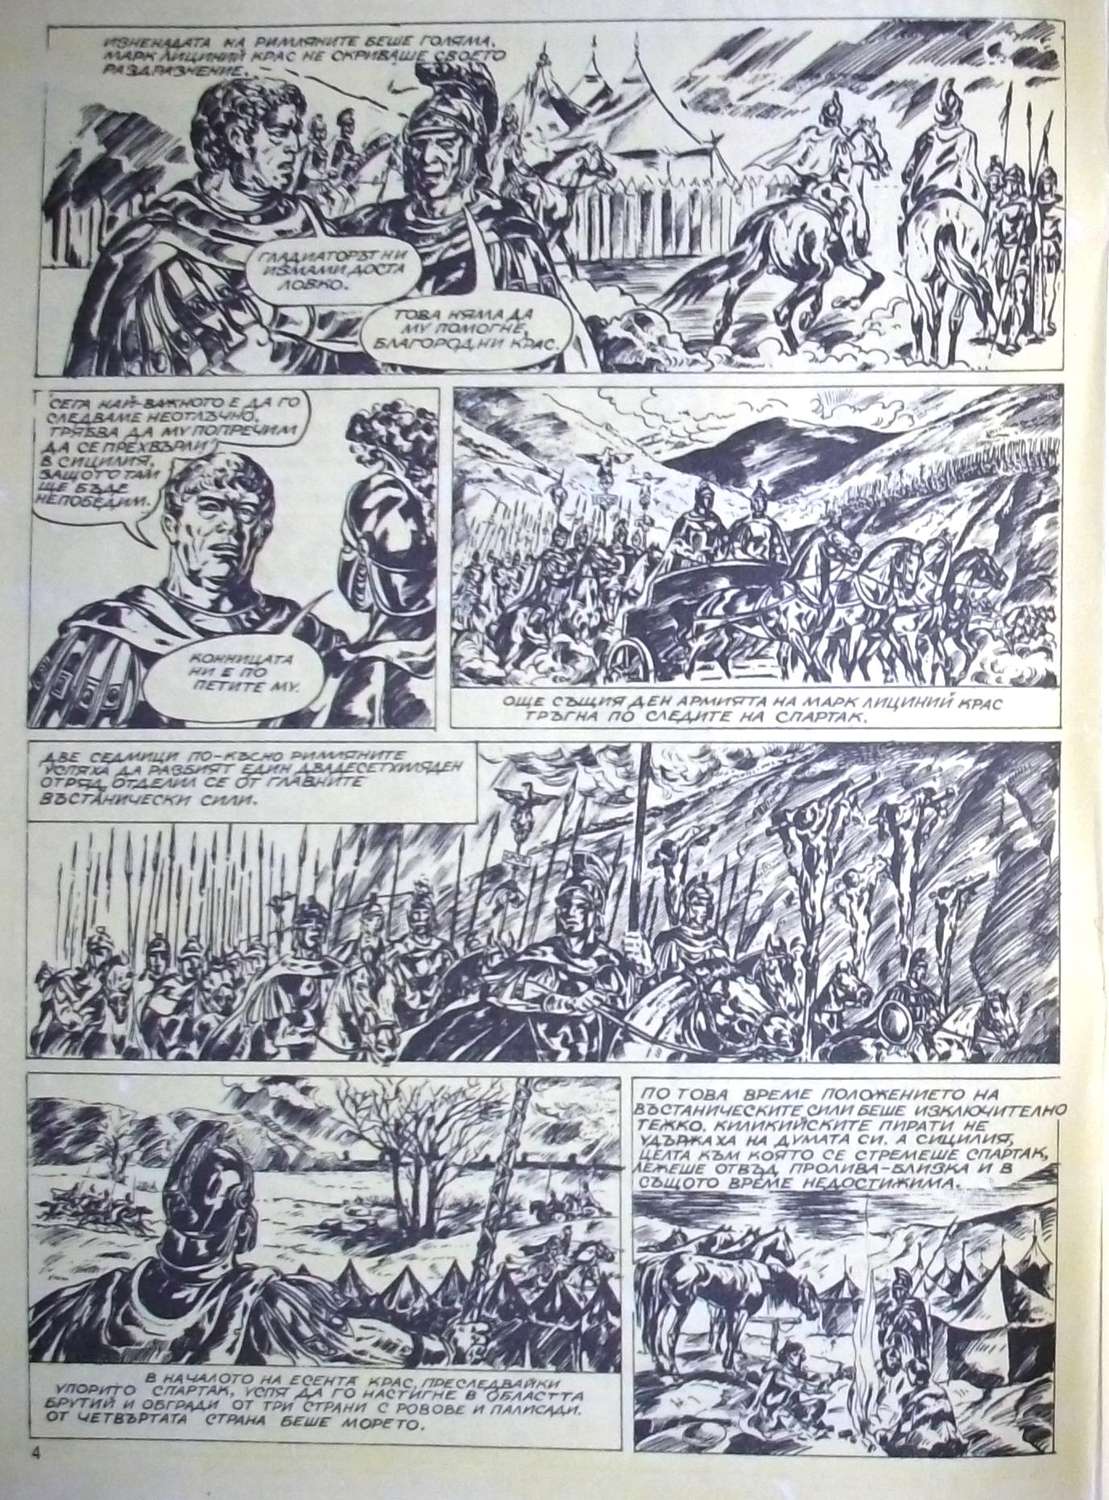 ИЗНЕНАДАТА НА РИМЛЯНИТЕ БЕШЕ ГОЛЯМА.
МАРК ЛИЦИНИЙ КРАС НЕ СКРИВАШЕ СВОЕТО
РАЗДРАЗНЕНИЕ.
ГЛАДИАТОРЪТ НИ
ИЗМАМИ ДОСТА
ЛОВКО.
ТОВА НЯМА ДА
МУ ПОМОГНЕ,
БЛАГОРОДНИ КРАС.
СЕГА НАЙ-ВАЖНОТО Е ДА ГО
СЛЕДВАМЕ НЕОТЛЪЧНО.
ТРЯБВА ДА МУ ПОПРЕЧИМ
ДА СЕ ПРЕХВЪРЛИ
В СИЦИЛИЯ,
ЗАЩОТО ТАМ
ЩЕ БЪДЕ
НЕПОБЕДИМ.
КОННИЦАТА
НИ Е ПО
ПЕТИТЕ МУ.
ОЩЕ СЪЩИЯ ДЕН АРМИЯТА НА МАРК ЛИЦИНИЙ КРАС
ТРЪГНА ПО СЛЕДИТЕ НА СПАРТАК.
ДВЕ СЕДМИЦИ ПО-КЪСНО РИМЛЯНИТЕ
УСПЯХА ДА РАЗБИЯТ ЕДИН ДВАДЕСЕТХИЛЯДЕН
ОТРЯД, ОТДЕЛИЛ СЕ ОТ ГЛАВНИТЕ
ВЪСТАНИЧЕСКИ СИЛИ.
В НАЧАЛОТО НА ЕСЕНТА КРАС, ПРЕСЛЕДВАЙКИ
УПОРИТО СПАРТАК, УСПЯ ДА ГО НАСТИГНЕ В ОБЛАСТТА
БРУТИЙ И ОБГРАДИ ОТ ТРИ СТРАНИ С РОВОВЕ И ПАЛИСАДИ.
ОТ ЧЕТВЪРТАТА СТРАНА БЕШЕ МОРЕТО.
ПО ТОВА ВРЕМЕ ПОЛОЖЕНИЕТО НА
ВЪСТАНИЧЕСКИТЕ СИЛИ БЕШЕ ИЗКЛЮЧИТЕЛНО
ТЕЖКО. КИЛИКИЙСКИТЕ ПИРАТИ НЕ
УДЪРЖАХА НА ДУМАТА СИ. А СИЦИЛИЯ,
ЦЕЛТА КЪМ КОЯТО СЕ СТРЕМЕШЕ СПАРТАК,
ЛЕЖЕШЕ ОТВЪД ПРОЛИВА-БЛИЗКА И В
СЪЩОТО ВРЕМЕ НЕДОСТИЖИМА.
4